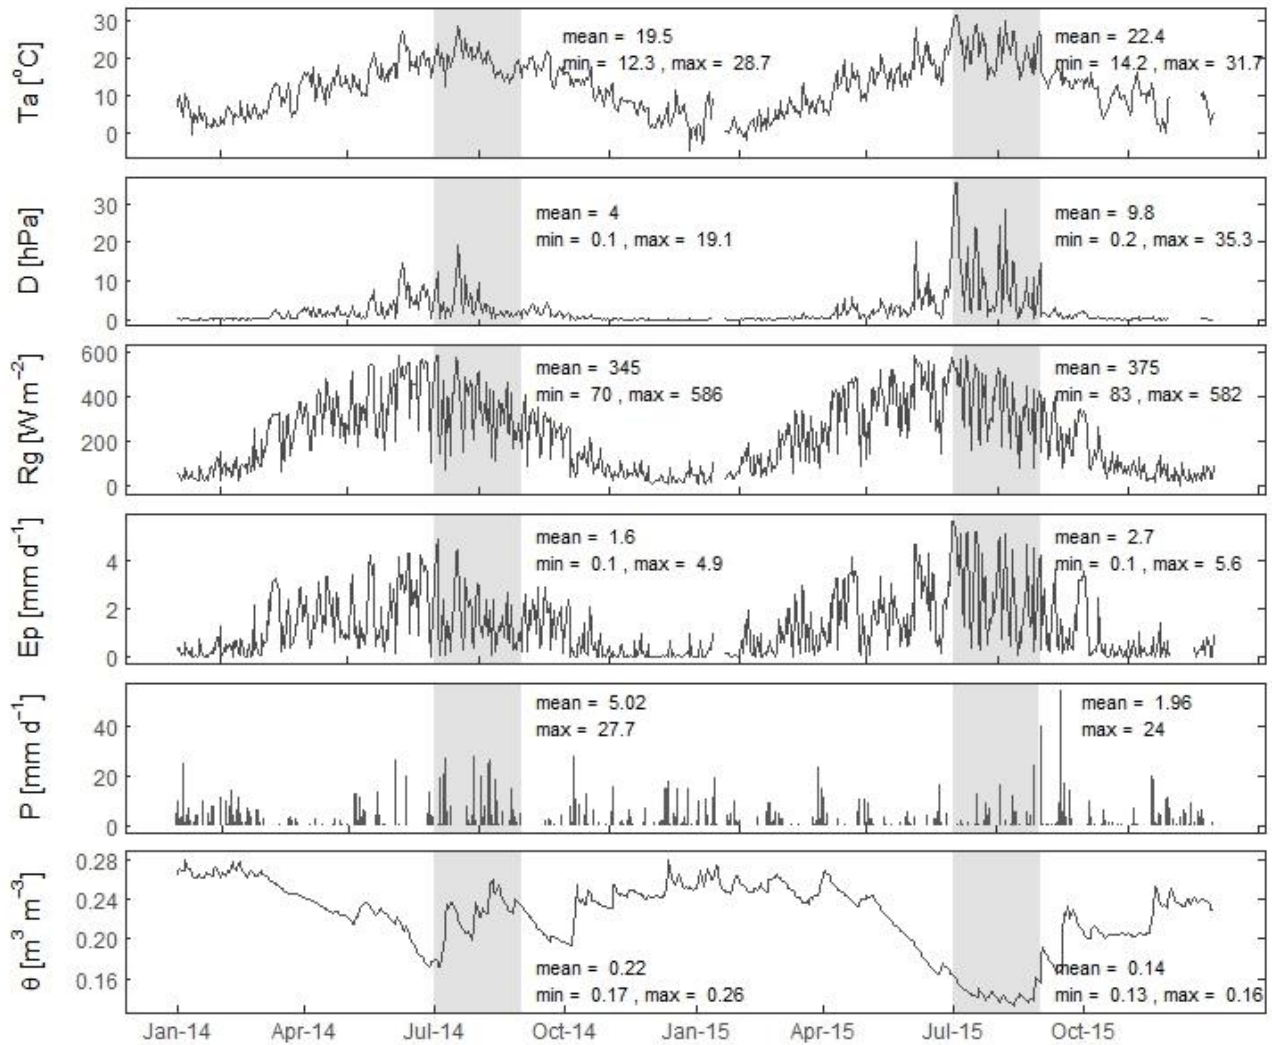 Ta [°C]
30
20
10
0
mean = 19.5
min = 12.3 , max = 28.7
mean = 22.4
min = 14.2 , max = 31.7
D [hPa]
30
20
10
0
mean = 4
min = 0.1 , max = 19.1
mean = 9.8
min = 0.2 , max = 35.3
Rg [W m⁻²]
600
400
200
0
mean = 345
min = 70 , max = 586
mean = 375
min = 83 , max = 582
Ep [mm d⁻¹]
4
2
0
mean = 1.6
min = 0.1 , max = 4.9
mean = 2.7
min = 0.1 , max = 5.6
P [mm d⁻¹]
40
20
0
mean = 5.02
max = 27.7
mean = 1.96
max = 24
θ [m³ m⁻³]
0.28
0.24
0.20
0.16
mean = 0.22
min = 0.17 , max = 0.26
mean = 0.14
min = 0.13 , max = 0.16
Jan-14 Apr-14 Jul-14 Oct-14 Jan-15 Apr-15 Jul-15 Oct-15